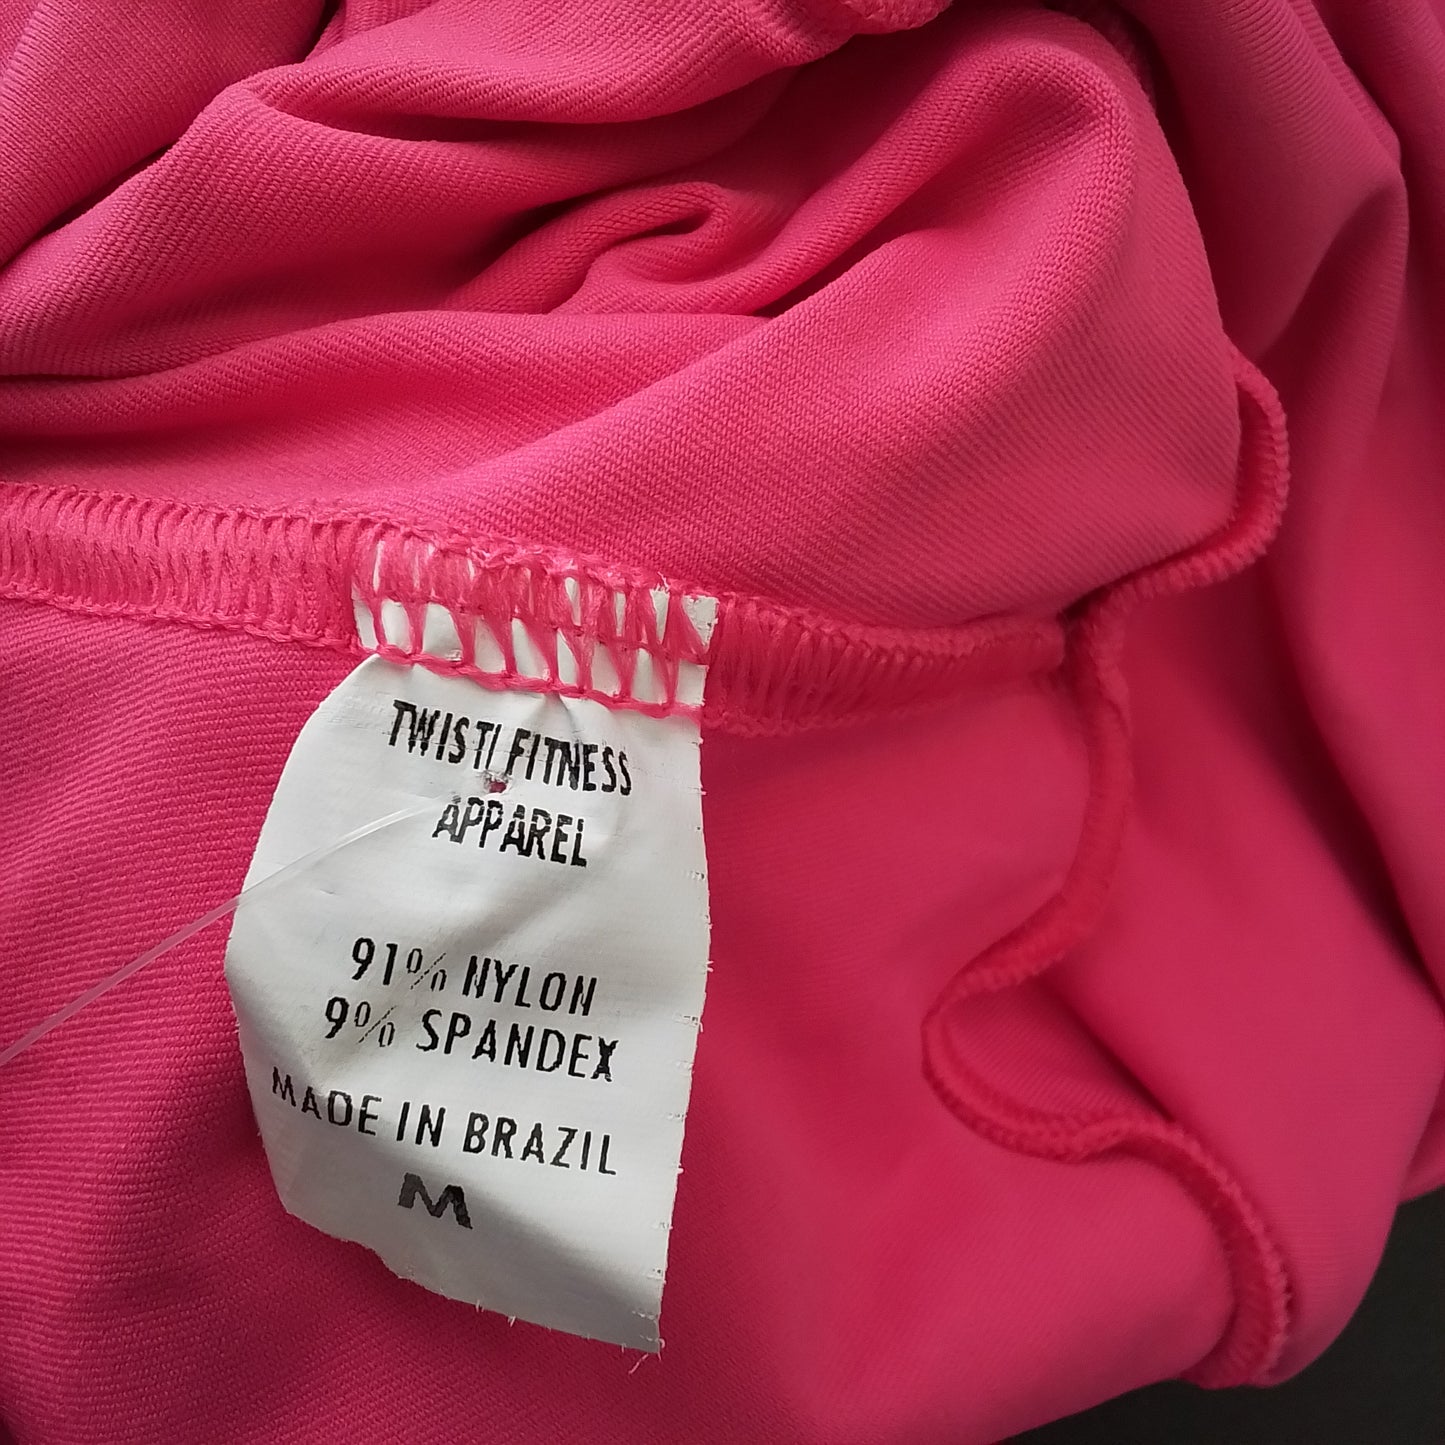 TWISTI FITNESS
APPAREL
91% NYLON
9% SPANDEX
MADE IN BRAZIL
M